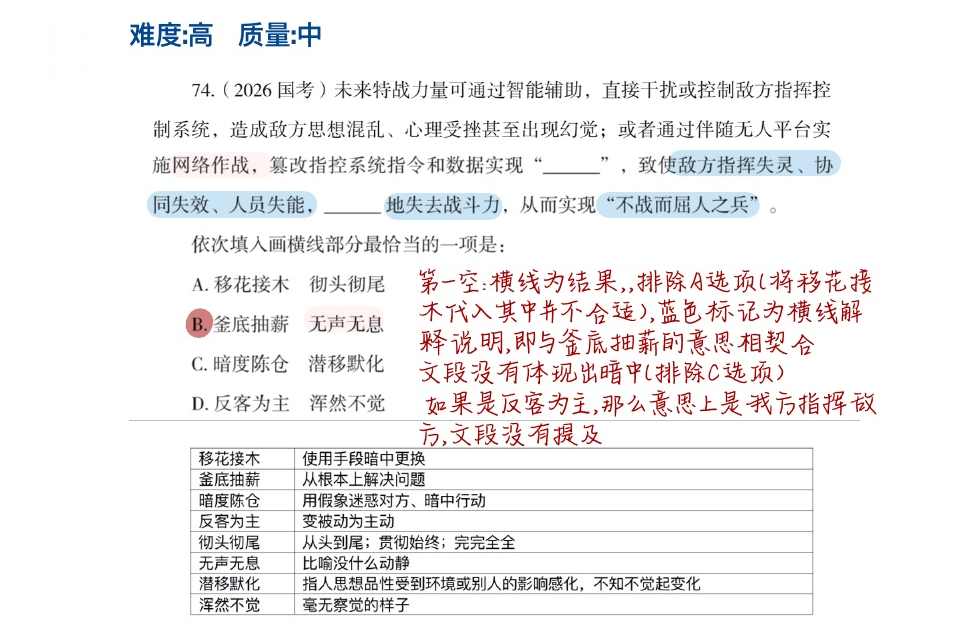 难度:高 质量:中
74.（2026 国考）未来特战力量可通过智能辅助，直接干扰或控制敌方指挥控
制系统，造成敌方思想混乱、心理受挫甚至出现幻觉；或者通过伴随无人平台实
施网络作战，篡改指控系统指令和数据实现“______”，致使敌方指挥失灵、协
同失效、人员失能，______地失去战斗力，从而实现“不战而屈人之兵”。
依次填入画横线部分最恰当的一项是：
A. 移花接木 彻头彻尾
B. 釜底抽薪 无声无息
C. 暗度陈仓 潜移默化
D. 反客为主 浑然不觉
第一空:横线为结果,,排除A选项(将移花接
木代入其中并不合适),蓝色标记为横线解
释说明,即与釜底抽薪的意思相契合
文段没有体现出暗中(排除C选项)
如果是反客为主,那么意思上是我方指挥敌
方,文段没有提及
移花接木 使用手段暗中更换
釜底抽薪 从根本上解决问题
暗度陈仓 用假象迷惑对方、暗中行动
反客为主 变被动为主动
彻头彻尾 从头到尾；贯彻始终；完完全全
无声无息 比喻没什么动静
潜移默化 指人思想品性受到环境或别人的影响感化，不知不觉起变化
浑然不觉 毫无察觉的样子